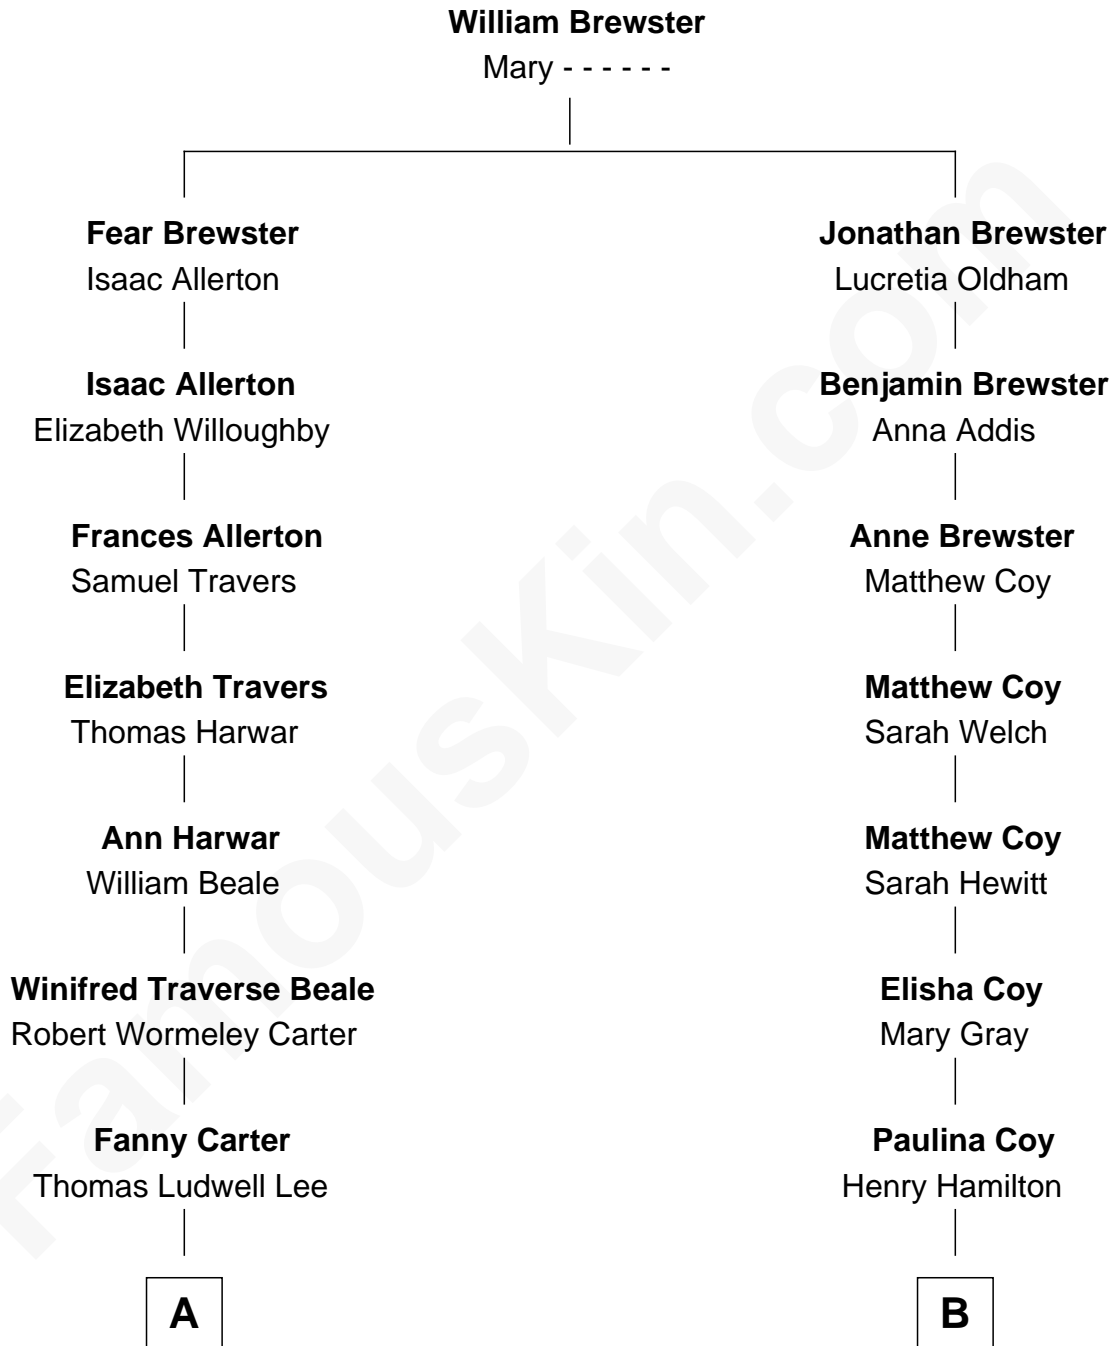 William Brewster
Mary - - - - - -
Fear Brewster
Isaac Allerton
Jonathan Brewster
Lucretia Oldham
Isaac Allerton
Elizabeth Willoughby
Benjamin Brewster
Anna Addis
Frances Allerton
Samuel Travers
Anne Brewster
Matthew Coy
Elizabeth Travers
Thomas Harwar
Matthew Coy
Sarah Welch
Ann Harwar
William Beale
Matthew Coy
Sarah Hewitt
Winifred Traverse Beale
Robert Wormeley Carter
Elisha Coy
Mary Gray
Fanny Carter
Thomas Ludwell Lee
Paulina Coy
Henry Hamilton
A
B
FamousKin.com